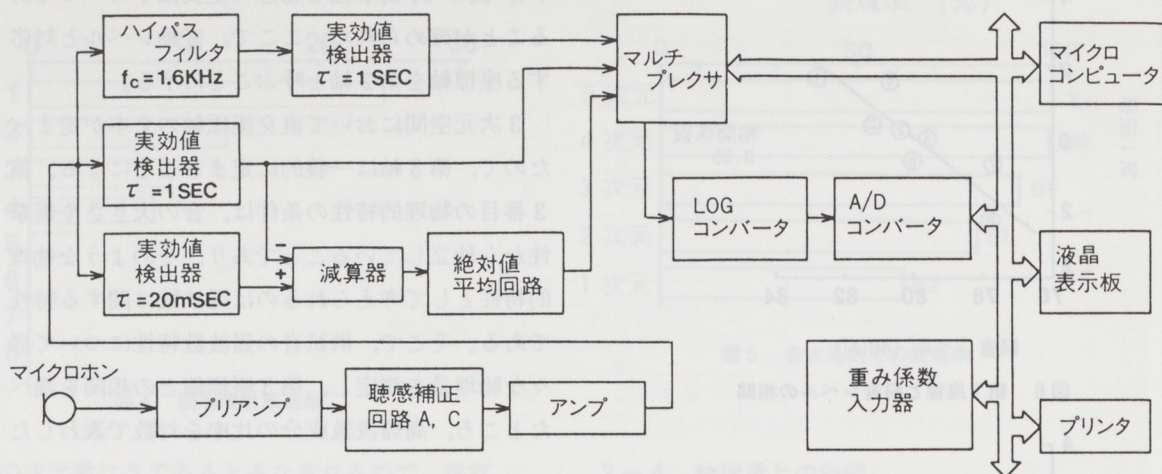 ハイパス
フィルタ
fc=1.6KHz
実効値
検出器
τ=1 SEC
マルチ
プレクサ
マイクロ
コンピュータ
実効値
検出器
τ=1SEC
LOG
コンバータ
A/D
コンバータ
実効値
検出器
τ=20mSEC
-
+
減算器
絶対値
平均回路
液晶
表示板
マイクロホン
プリアンプ
聴感補正
回路 A, C
アンプ
重み係数
入力器
プリンタ